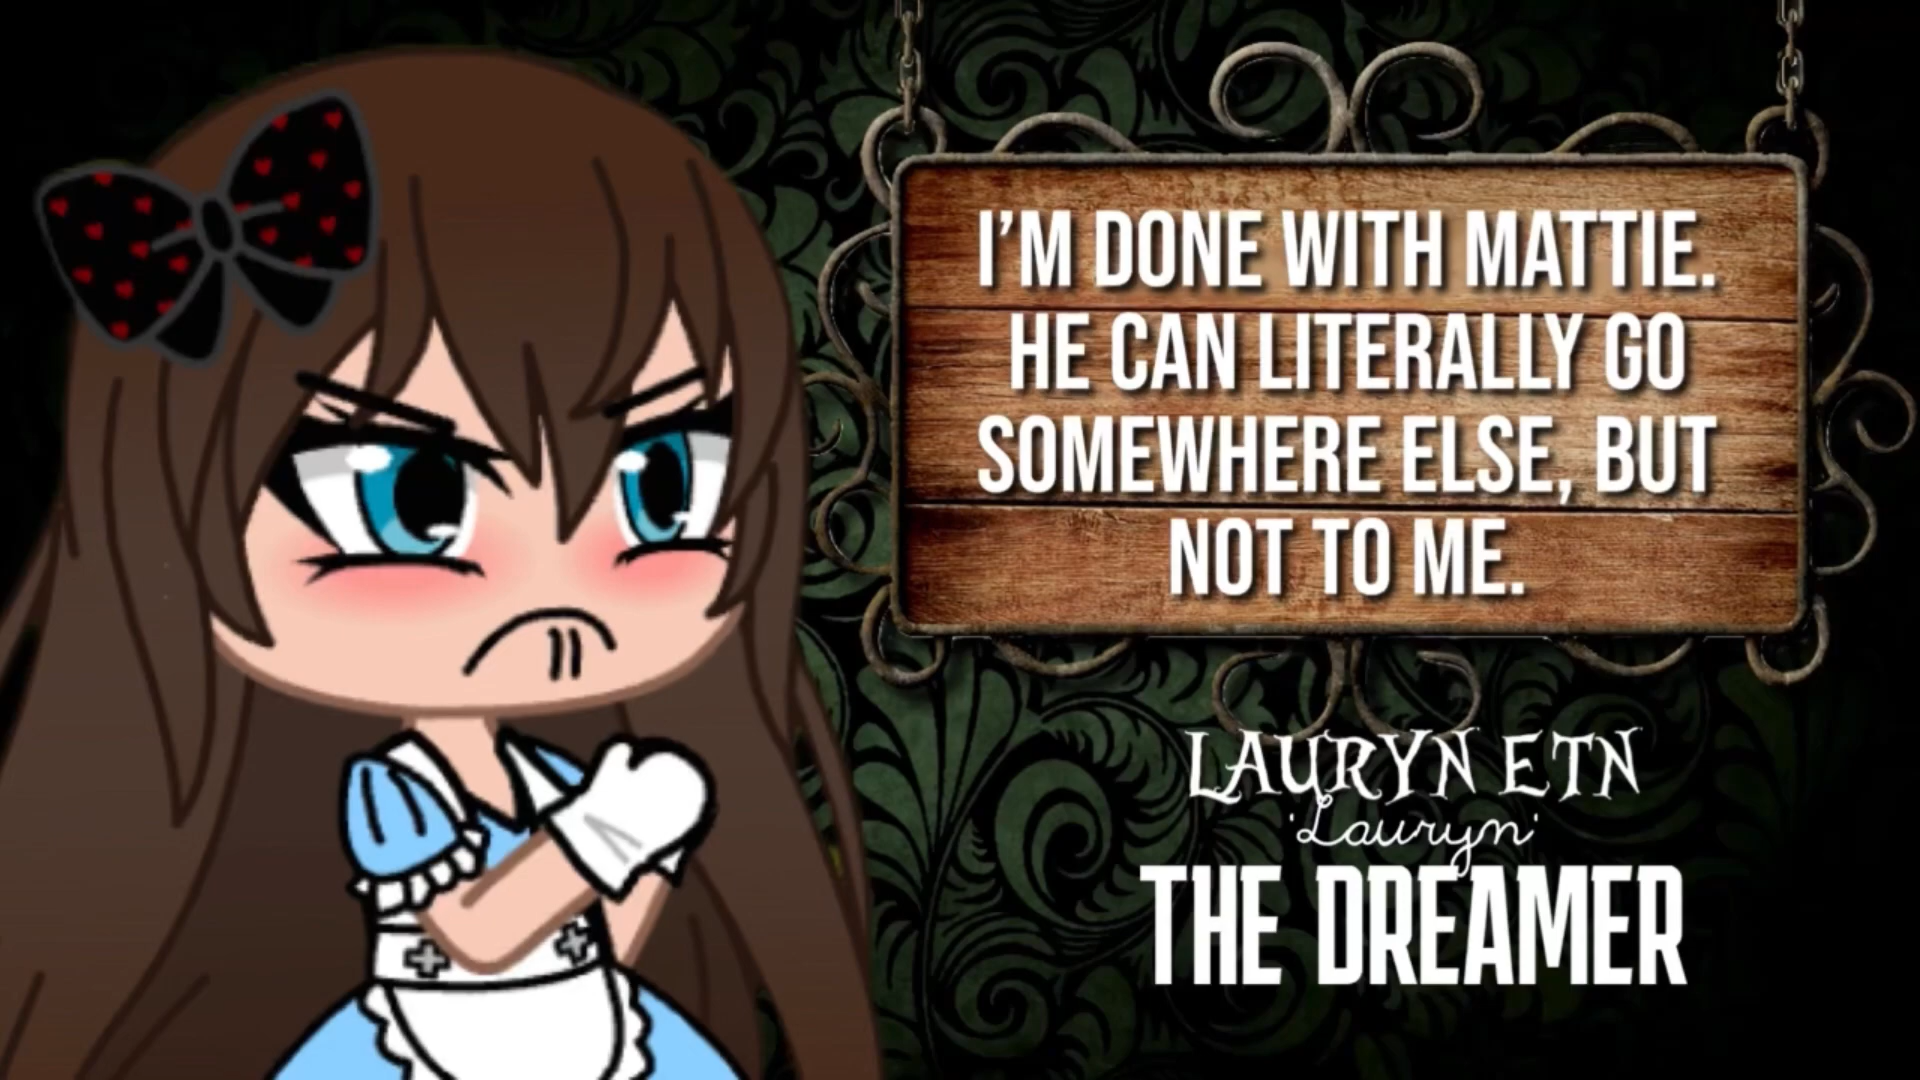 I'M DONE WITH MATTIE.
HE CAN LITERALLY GO
SOMEWHERE ELSE, BUT
NOT TO ME.
LAURYN ETN
'Lauryn'
THE DREAMER